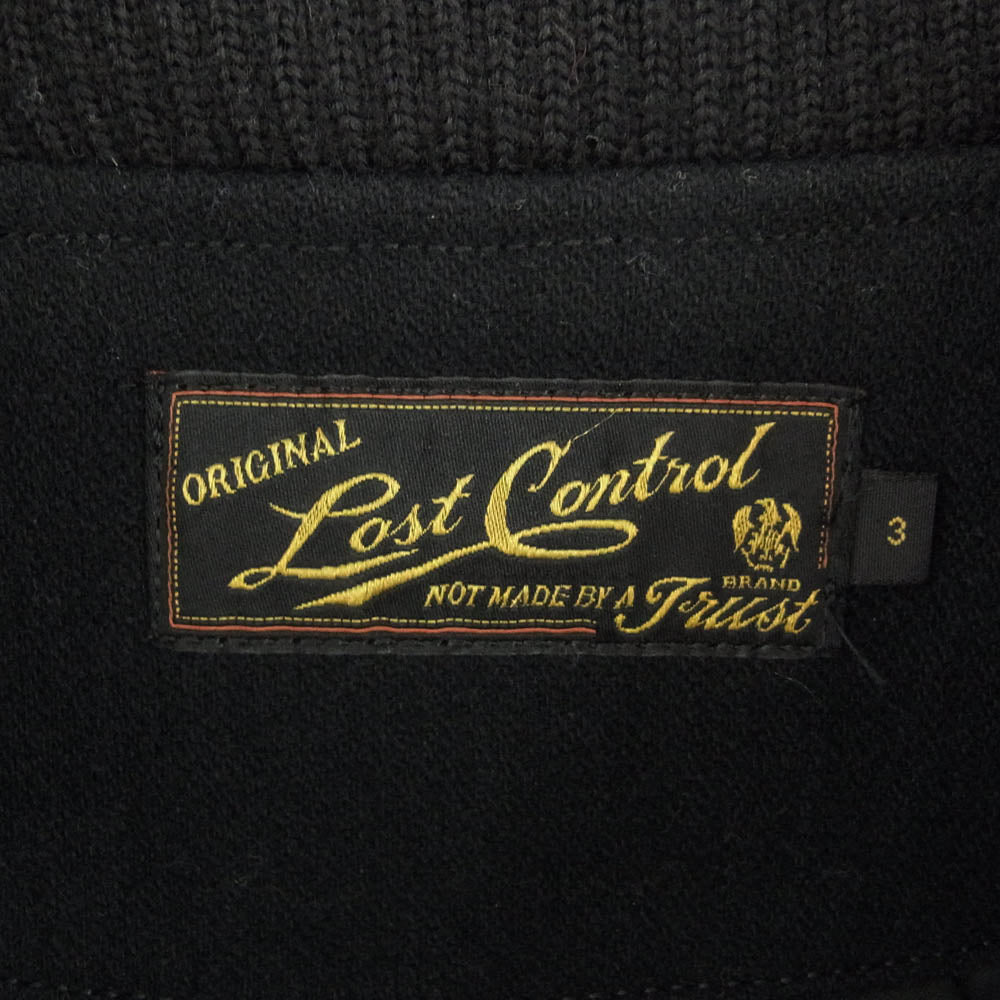 ORIGINAL
Lost Control
BRAND
NOT MADE BY A Trust
3